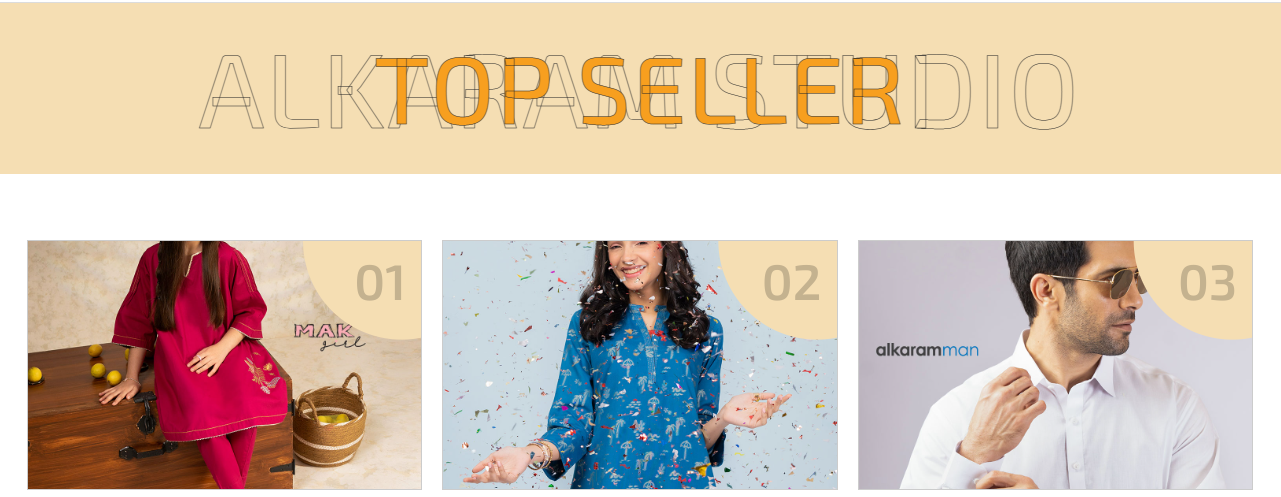 ALKARAM STUDIO
TOP SELLER
01
02
03
MAK
girl
alkaramman